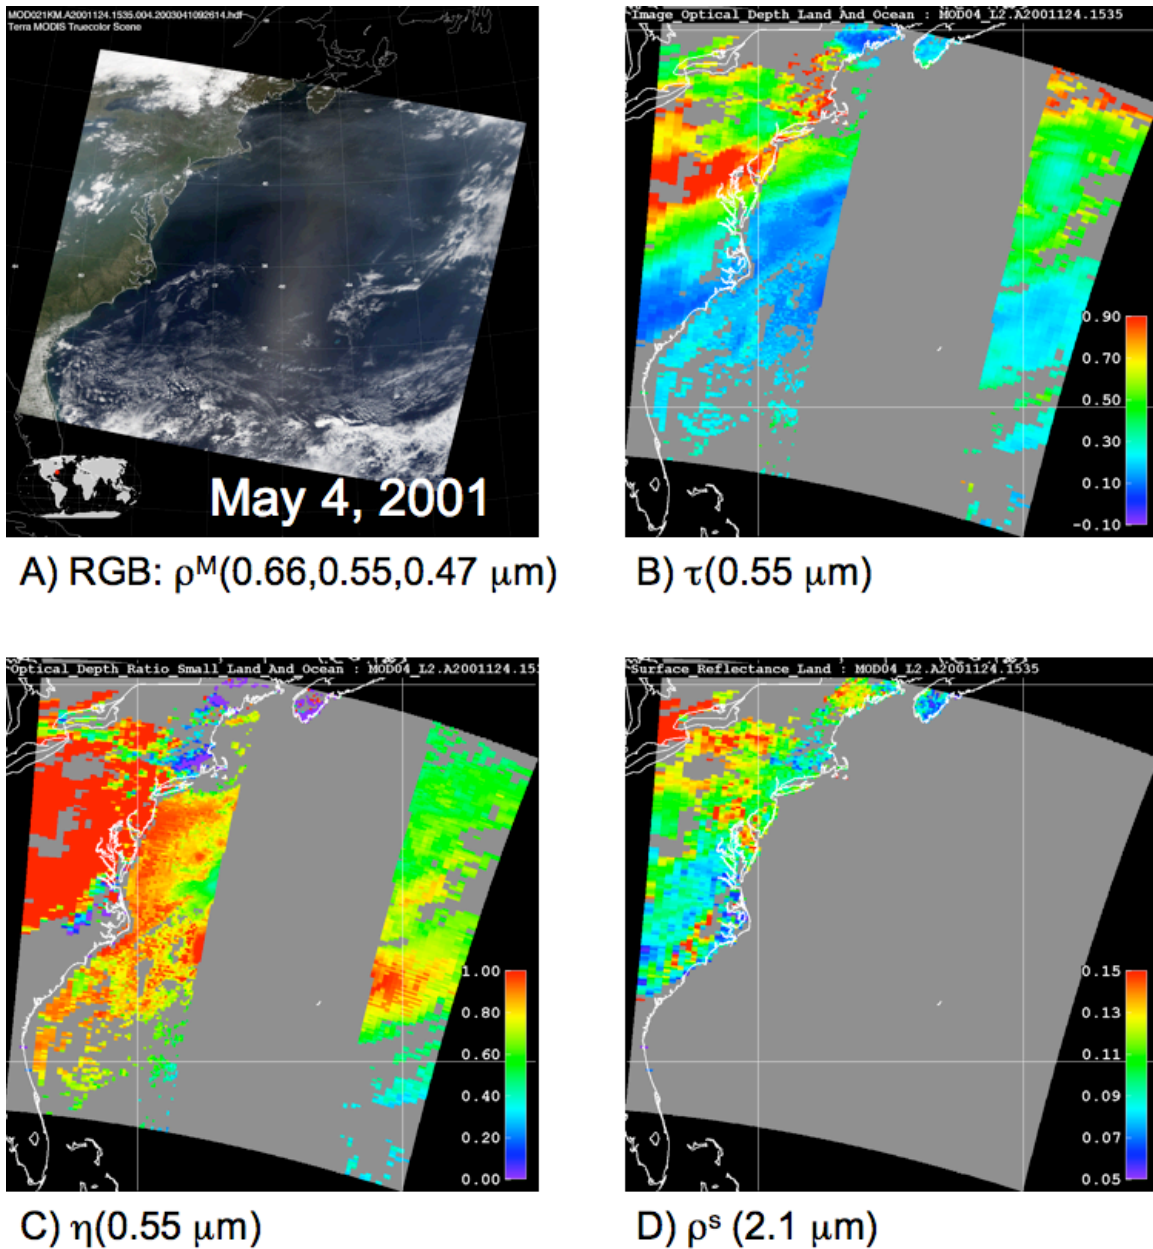 MOD021KM.A2001124.1535.004.2003041092614.hdf
Terra MODIS Truecolor Scene
May 4, 2001
A) RGB: ρᴹ(0.66,0.55,0.47 μm)
Image_Optical_Depth_Land_And_Ocean : MOD04_L2.A2001124.1535
0.90
0.70
0.50
0.30
0.10
-0.10
B) τ(0.55 μm)
Optical_Depth_Ratio_Small_Land_And_Ocean : MOD04_L2.A2001124.153
1.00
0.80
0.60
0.40
0.20
0.00
C) η(0.55 μm)
Surface_Reflectance_Land : MOD04_L2.A2001124.1535
0.15
0.13
0.11
0.09
0.07
0.05
D) ρˢ (2.1 μm)